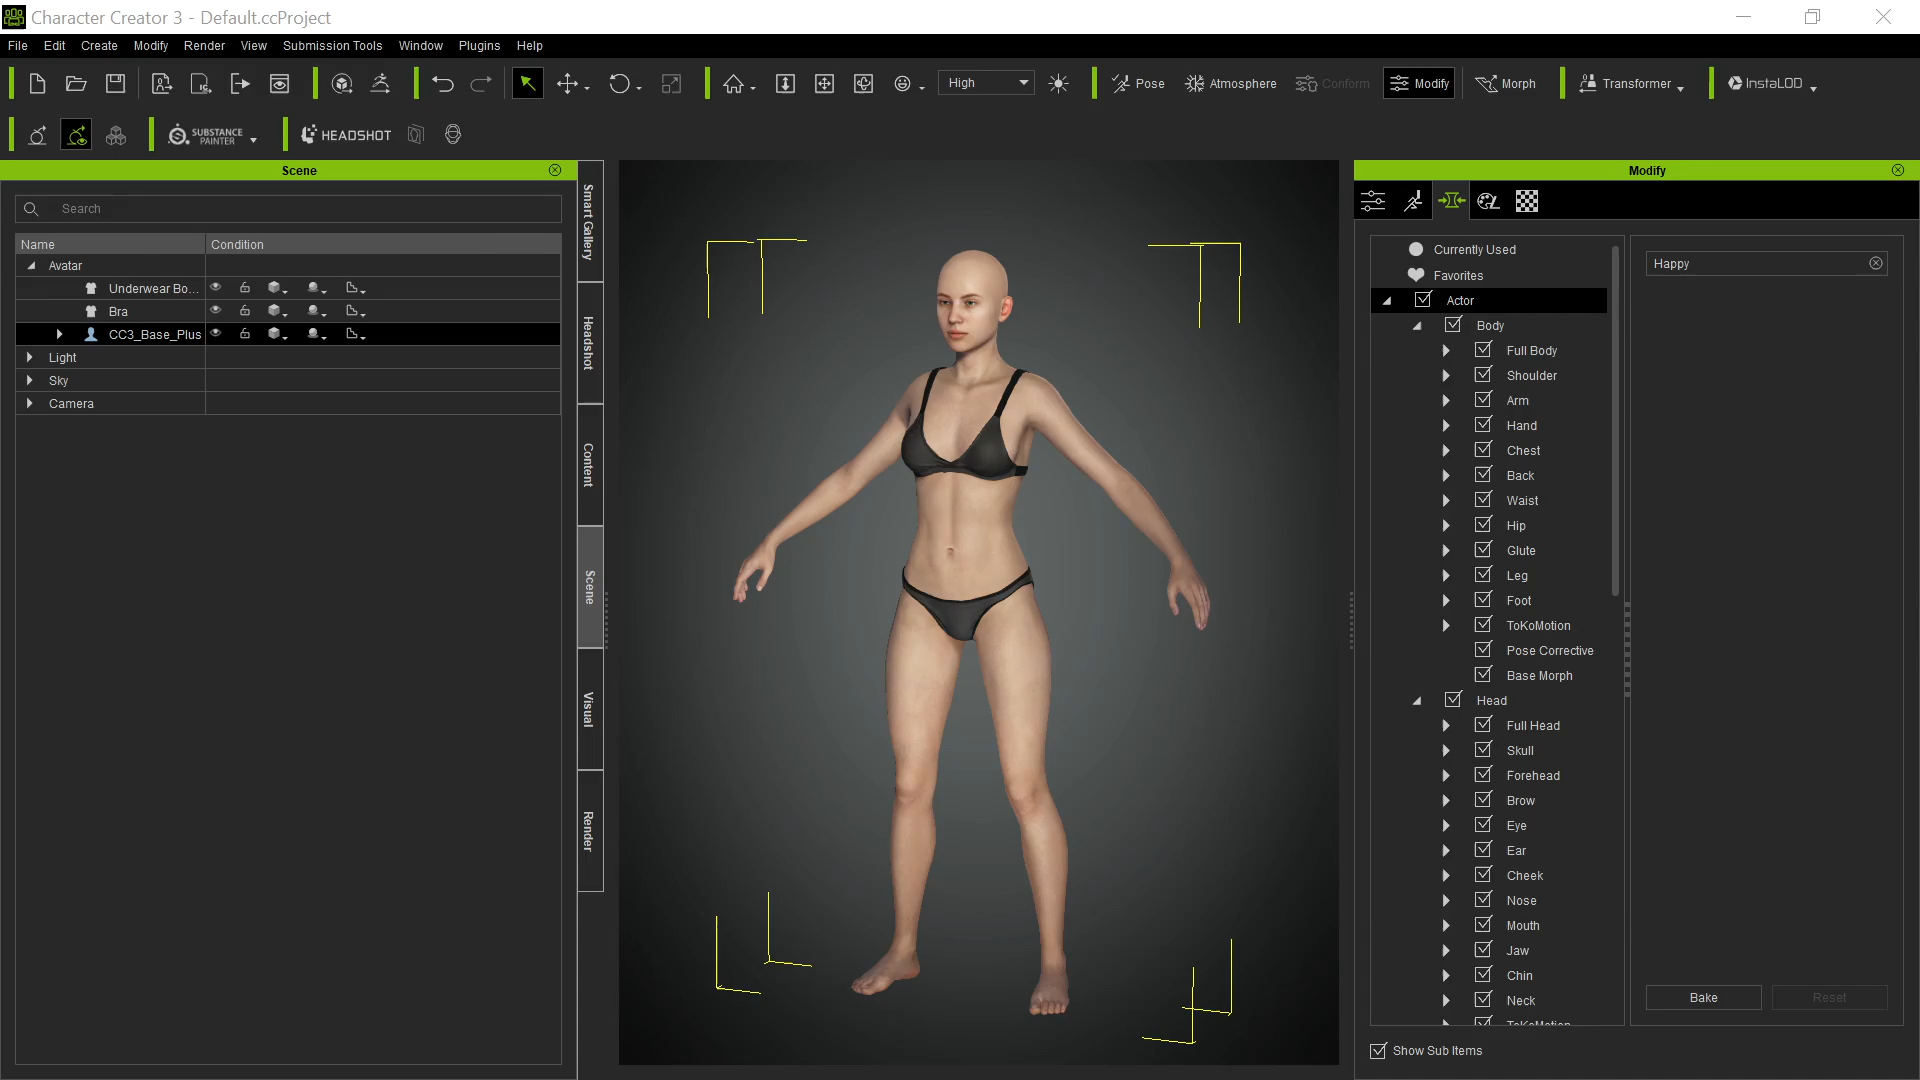 Character Creator 3 - Default.ccProject
File Edit Create Modify Render View Submission Tools Window Plugins Help
High Pose Atmosphere Conform Modify Morph Transformer InstaLOD
SUBSTANCE PAINTER HEADSHOT
Scene
Search
Name Condition
Avatar
Underwear Bo...
Bra
CC3_Base_Plus
Light
Sky
Camera
Smart Gallery
Headshot
Content
Scene
Visual
Render
Modify
Currently Used
Favorites
Actor
Body
Full Body
Shoulder
Arm
Hand
Chest
Back
Waist
Hip
Glute
Leg
Foot
ToKoMotion
Pose Corrective
Base Morph
Head
Full Head
Skull
Forehead
Brow
Eye
Ear
Cheek
Nose
Mouth
Jaw
Chin
Neck
ToKoMotion
Show Sub Items
Happy
Bake Reset